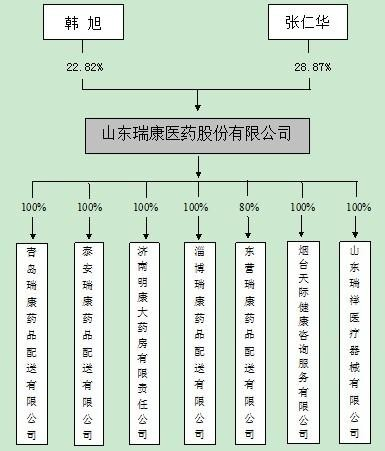 韩 旭
张仁华
22.82%
28.87%
山东瑞康医药股份有限公司
100%
100%
100%
100%
80%
100%
100%
青岛瑞康药品配送有限公司
泰安瑞康药品配送有限公司
济南明康大药房有限责任公司
淄博瑞康药品配送有限公司
东营瑞康药品配送有限公司
烟台天际健康咨询服务有限公司
山东瑞祥医疗器械有限公司